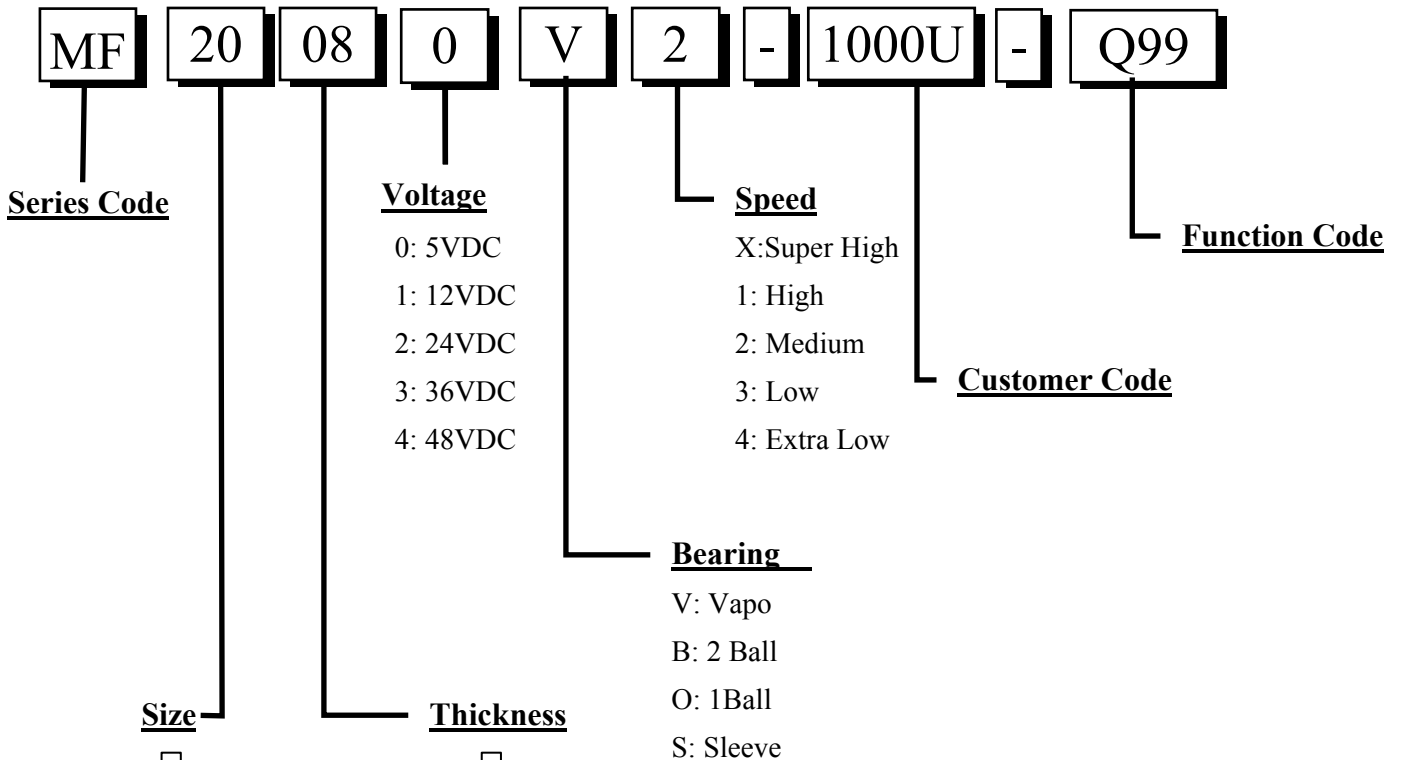 MF 20 08 0 V 2 - 1000U - Q99
Series Code
Voltage
0: 5VDC
1: 12VDC
2: 24VDC
3: 36VDC
4: 48VDC
Speed
X:Super High
1: High
2: Medium
3: Low
4: Extra Low
Function Code
Customer Code
Bearing
V: Vapo
B: 2 Ball
O: 1Ball
S: Sleeve
Size
Thickness